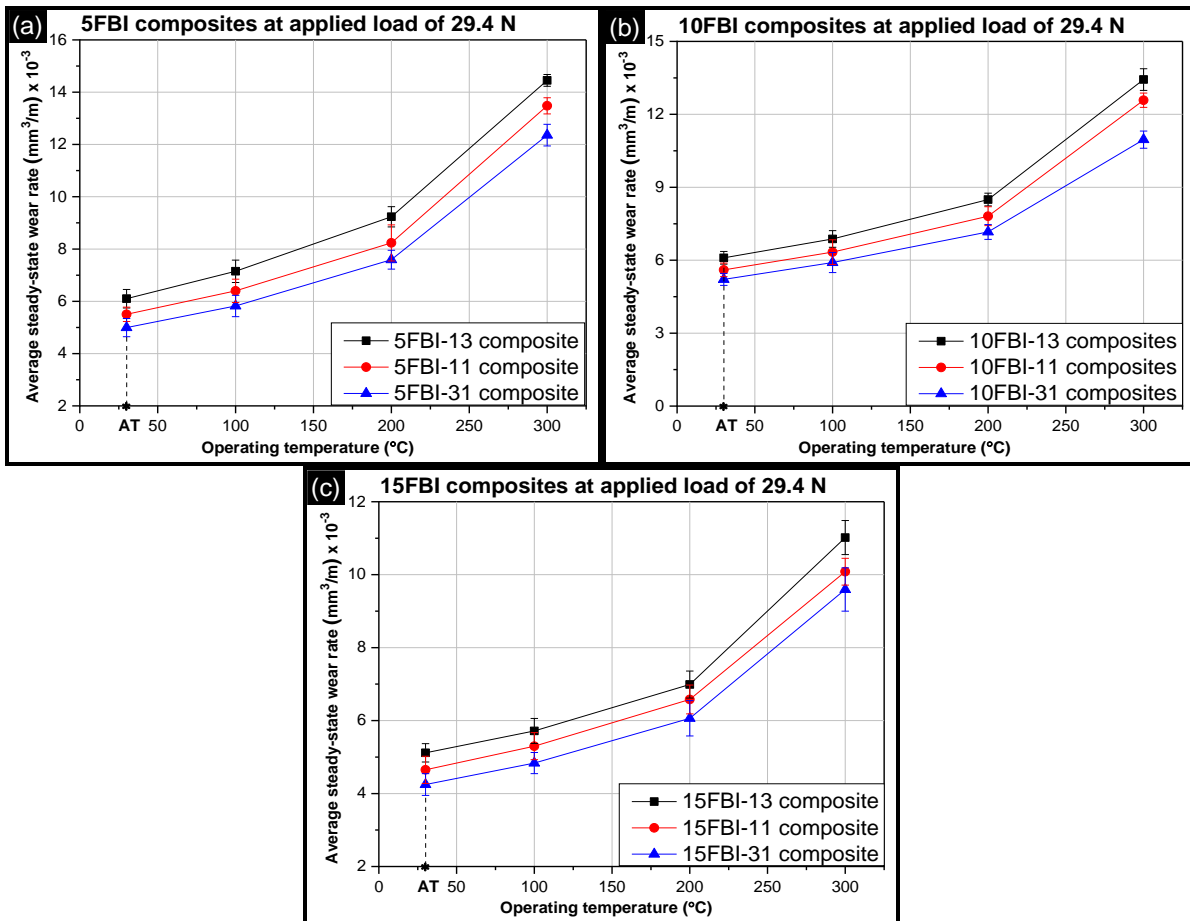 (a)
5FBI composites at applied load of 29.4 N
16
14
12
10
8
6
4
2
Average steady-state wear rate (mm³/m) x 10⁻³
5FBI-13 composite
5FBI-11 composite
5FBI-31 composite
0 AT 50 100 150 200 250 300
Operating temperature (°C)
(b)
10FBI composites at applied load of 29.4 N
15
12
9
6
3
0
Average steady-state wear rate (mm³/m) x 10⁻³
10FBI-13 composites
10FBI-11 composites
10FBI-31 composites
0 AT 50 100 150 200 250 300
Operating temperature (°C)
(c)
15FBI composites at applied load of 29.4 N
12
10
8
6
4
2
Average steady-state wear rate (mm³/m) x 10⁻³
15FBI-13 composite
15FBI-11 composite
15FBI-31 composite
0 AT 50 100 150 200 250 300
Operating temperature (°C)